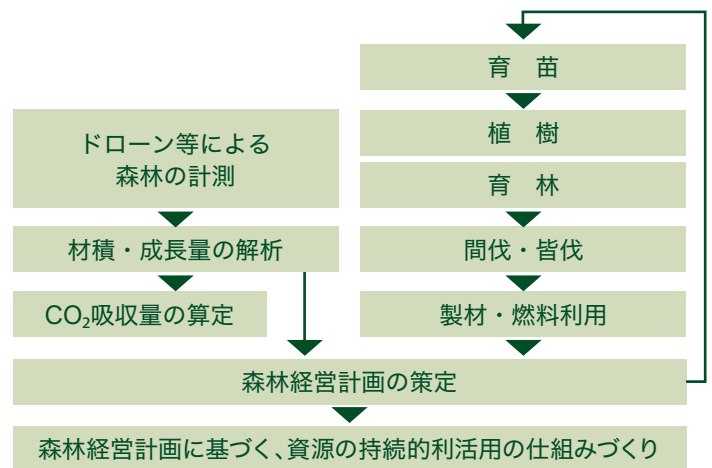 育　苗
植　樹
育　林
間伐・皆伐
製材・燃料利用
ドローン等による
森林の計測
材積・成長量の解析
CO₂吸収量の算定
森林経営計画の策定
森林経営計画に基づく、資源の持続的利活用の仕組みづくり